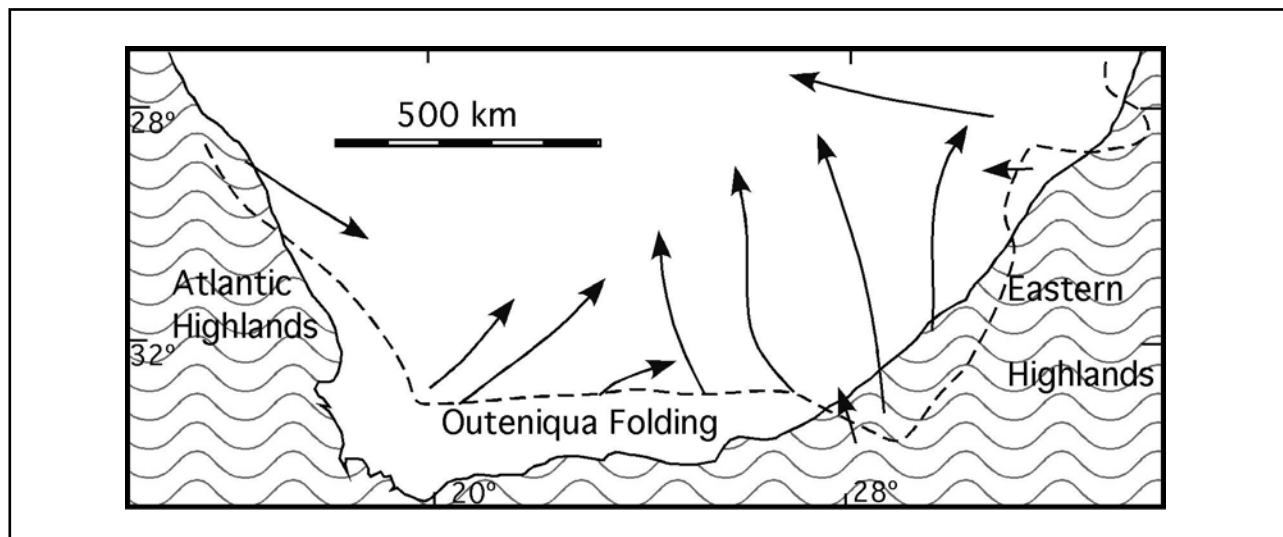 28°
500 km
Atlantic
Highlands
Eastern
32°
Highlands
Outeniqua Folding
20°
28°